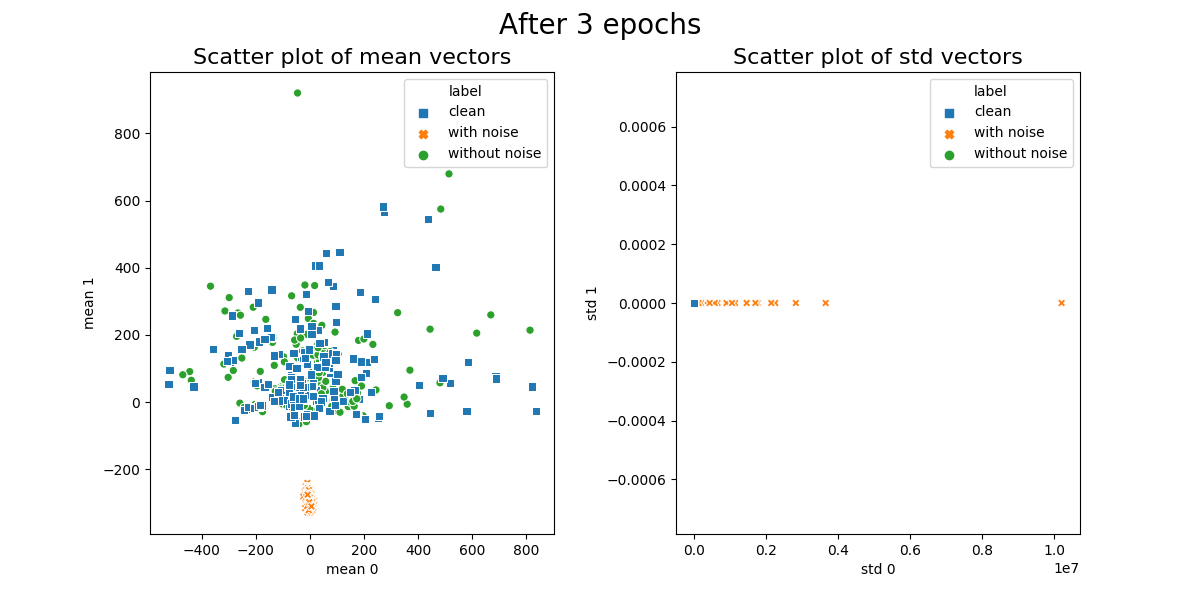 After 3 epochs
Scatter plot of mean vectors
Scatter plot of std vectors
label
clean
with noise
without noise
label
clean
with noise
without noise
mean 1
800
600
400
200
0
−200
−400
−200
0
200
400
600
800
mean 0
std 1
0.0006
0.0004
0.0002
0.0000
−0.0002
−0.0004
−0.0006
0.0
0.2
0.4
0.6
0.8
1.0
1e7
std 0